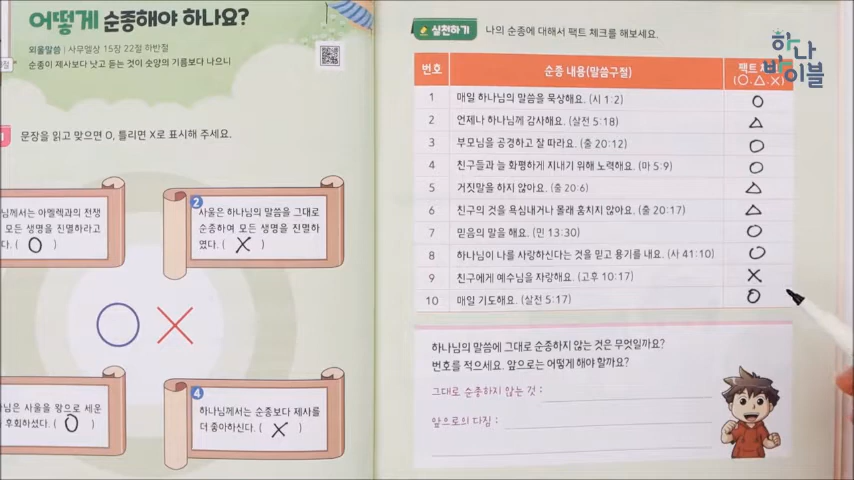 어떻게 순종해야 하나요?
외울말씀 | 사무엘상 15장 22절 하반절
순종이 제사보다 낫고 듣는 것이 숫양의 기름보다 나으니
문장을 읽고 맞으면 O, 틀리면 X로 표시해 주세요.
님께서는 아멜렉과의 전쟁
모든 생명을 진멸하라고
다. ( O )
2
사울은 하나님의 말씀을 그대로
순종하여 모든 생명을 진멸하
였다. ( X )
O X
님은 사울을 왕으로 세운
후회하셨다. ( O )
4
하나님께서는 순종보다 제사를
더 좋아하신다. ( X )
실천하기 나의 순종에 대해서 팩트 체크를 해보세요.
하나
바이블
번호 순종 내용(말씀구절) 팩트 체
(O·△·X)
1 매일 하나님의 말씀을 묵상해요. (시 1:2) O
2 언제나 하나님께 감사해요. (살전 5:18) △
3 부모님을 공경하고 잘 따라요. (출 20:12) O
4 친구들과 늘 화평하게 지내기 위해 노력해요. (마 5:9) O
5 거짓말을 하지 않아요. (출 20:6) △
6 친구의 것을 욕심내거나 몰래 훔치지 않아요. (출 20:17) △
7 믿음의 말을 해요. (민 13:30) O
8 하나님이 나를 사랑하신다는 것을 믿고 용기를 내요. (사 41:10) O
9 친구에게 예수님을 자랑해요. (고후 10:17) X
10 매일 기도해요. (살전 5:17) O
하나님의 말씀에 그대로 순종하지 않는 것은 무엇일까요?
번호를 적으세요. 앞으로는 어떻게 해야 할까요?
그대로 순종하지 않는 것 :
앞으로의 다짐 :